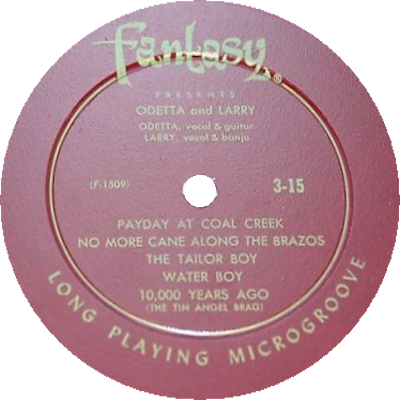 Fantasy®
PRESENTS
ODETTA and LARRY
ODETTA, vocal & guitar
LARRY, vocal & banjo
(F-1509)
3-15
PAYDAY AT COAL CREEK
NO MORE CANE ALONG THE BRAZOS
THE TAILOR BOY
WATER BOY
10,000 YEARS AGO
(THE TIN ANGEL BRAG)
LONG PLAYING MICROGROOVE